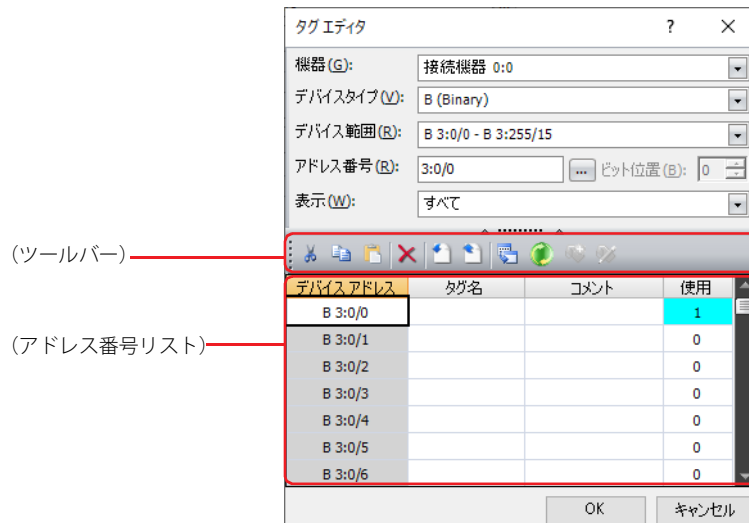 タグ エディタ ? ×
機器(G): 接続機器 0:0
デバイスタイプ(V): B (Binary)
デバイス範囲(R): B 3:0/0 - B 3:255/15
アドレス番号(R): 3:0/0 ... ビット位置(B): 0
表示(W): すべて
(ツールバー)
デバイス アドレス タグ名 コメント 使用
B 3:0/0 1
(アドレス番号リスト)
B 3:0/1 0
B 3:0/2 0
B 3:0/3 0
B 3:0/4 0
B 3:0/5 0
B 3:0/6 0
OK キャンセル